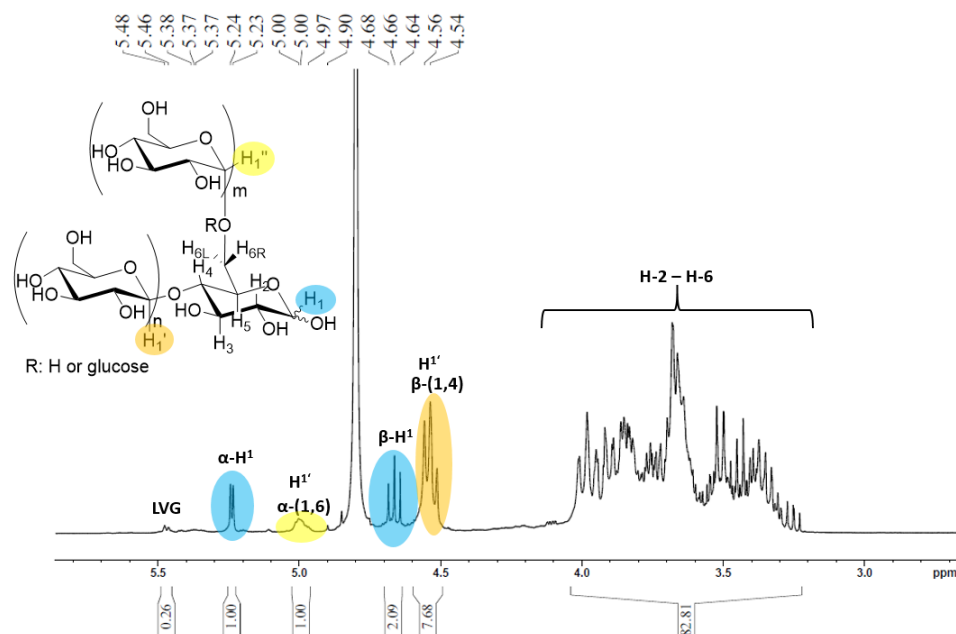 5.48 5.46 5.38 5.37 5.37 5.24 5.23 5.00 5.00 4.97 4.90 4.68 4.66 4.64 4.56 4.54
OH
O
HO
HO
OH
H₁''
m
RO
H6L
H6R
OH
O
HO
HO
OH
n
H₁'
O
H₄
H₂
O
H₁
HO
H₅
OH
OH
H₃
R: H or glucose
H-2 – H-6
H¹‘
β-(1,4)
β-H¹
α-H¹
H¹‘
α-(1,6)
LVG
5.5 5.0 4.5 4.0 3.5 3.0 ppm
0.26 1.00 1.00 2.09 7.68 82.81